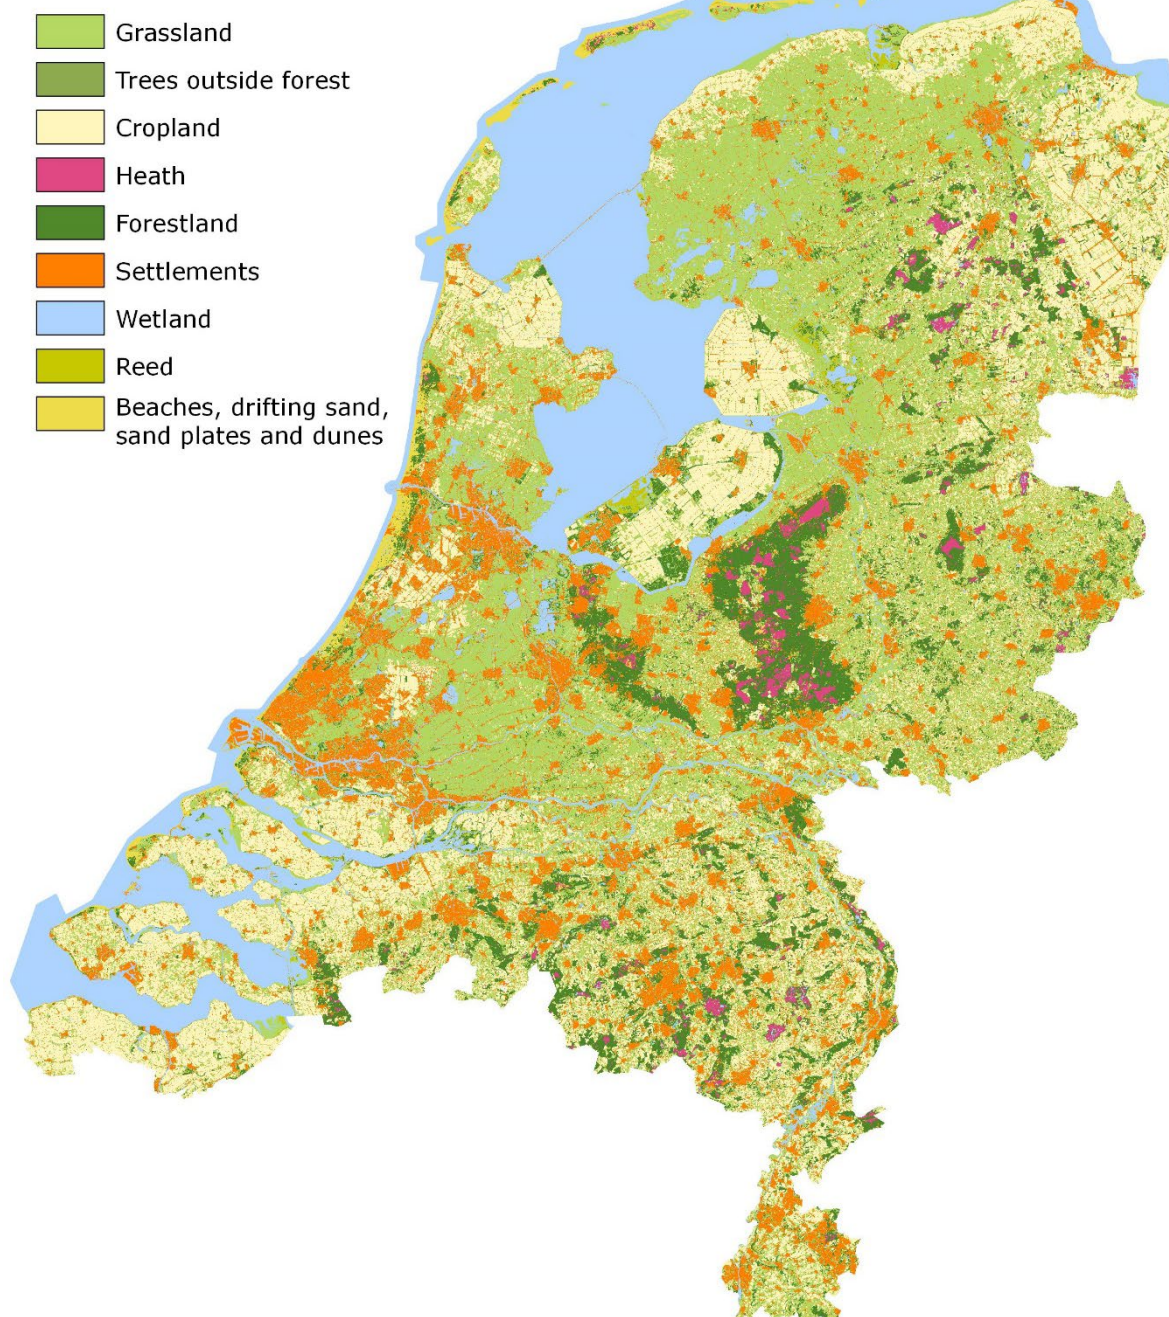 Grassland
Trees outside forest
Cropland
Heath
Forestland
Settlements
Wetland
Reed
Beaches, drifting sand,
sand plates and dunes